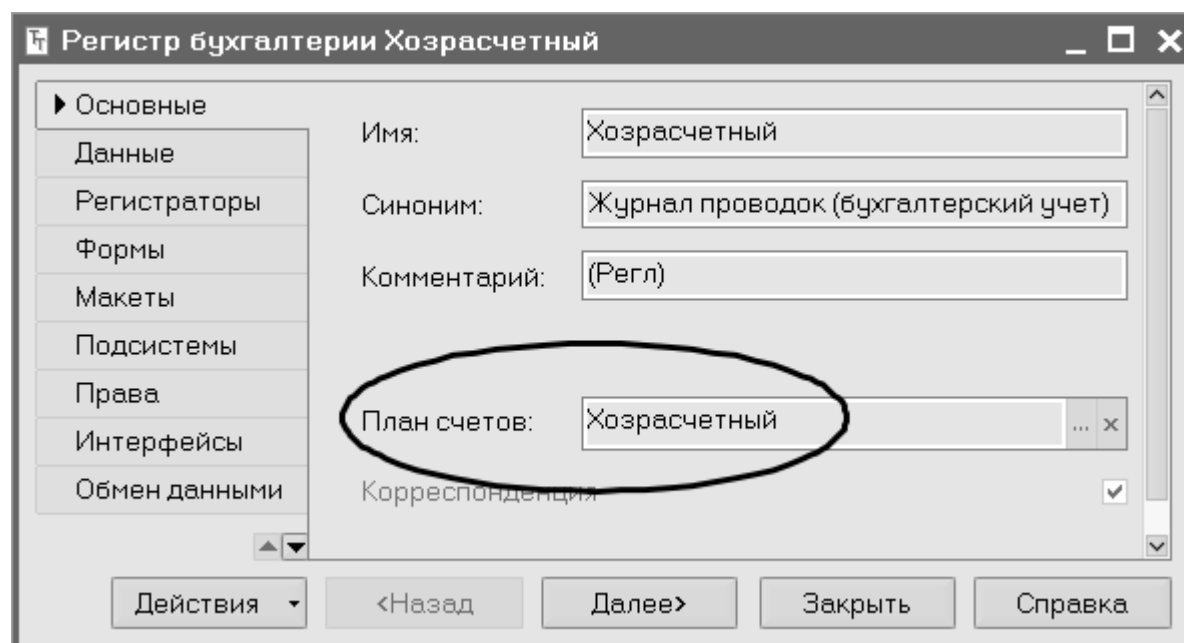 Регистр бухгалтерии Хозрасчетный
Основные
Данные
Регистраторы
Формы
Макеты
Подсистемы
Права
Интерфейсы
Обмен данными
Имя: Хозрасчетный
Синоним: Журнал проводок (бухгалтерский учет)
Комментарий: (Регл)
План счетов: Хозрасчетный ...
Корреспонденция
Действия <Назад Далее> Закрыть Справка